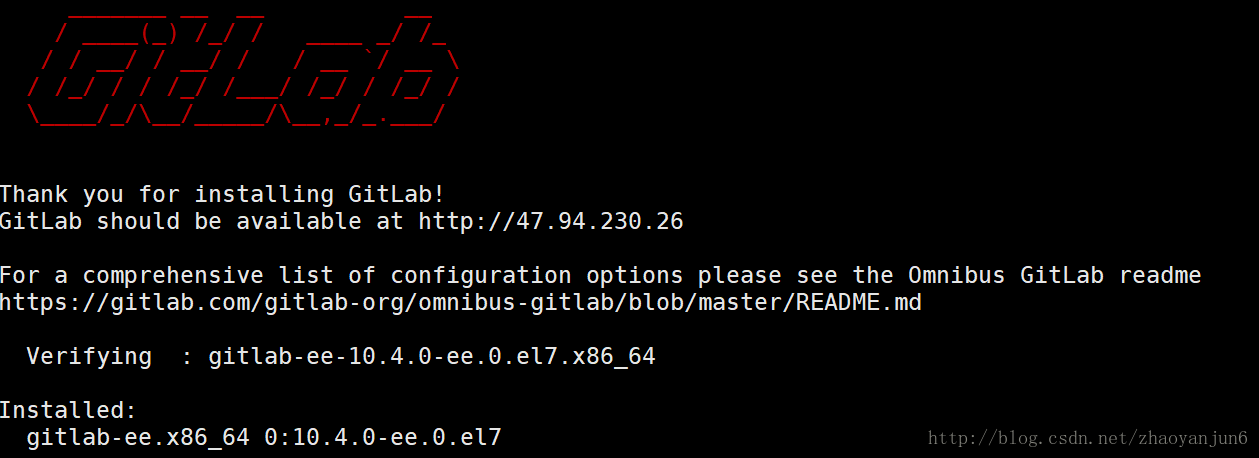 GitLab
Thank you for installing GitLab!
GitLab should be available at http://47.94.230.26
For a comprehensive list of configuration options please see the Omnibus GitLab readme
https://gitlab.com/gitlab-org/omnibus-gitlab/blob/master/README.md
Verifying  : gitlab-ee-10.4.0-ee.0.el7.x86_64
Installed:
gitlab-ee.x86_64 0:10.4.0-ee.0.el7
http://blog.csdn.net/zhaoyanjun6